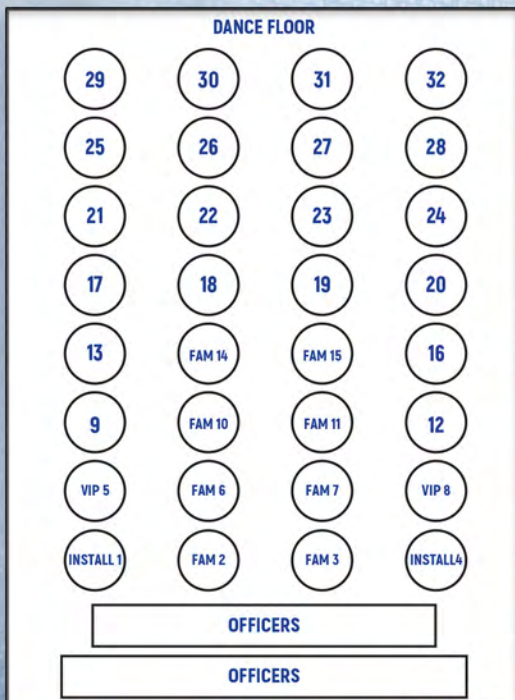 DANCE FLOOR
29 30 31 32
25 26 27 28
21 22 23 24
17 18 19 20
13 FAM 14 FAM 15 16
9 FAM 10 FAM 11 12
VIP 5 FAM 6 FAM 7 VIP 8
INSTALL 1 FAM 2 FAM 3 INSTALL4
OFFICERS
OFFICERS